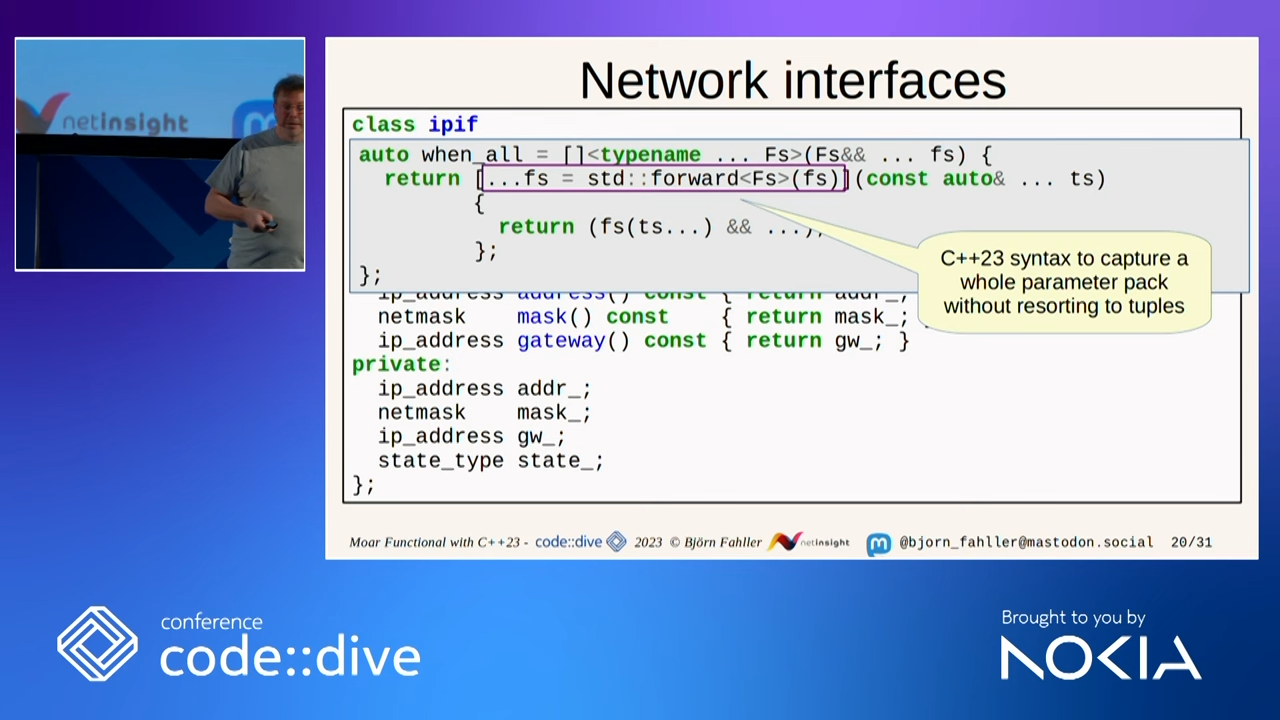 netinsight
Network interfaces
class ipif
auto when_all = []<typename ... Fs>(Fs&& ... fs) {
return [...fs = std::forward<Fs>(fs)](const auto& ... ts)
{
return (fs(ts...) && ...);
};
};
C++23 syntax to capture a
whole parameter pack
without resorting to tuples
ip_address address() const { return addr_;
netmask mask() const { return mask_;
ip_address gateway() const { return gw_; }
private:
ip_address addr_;
netmask mask_;
ip_address gw_;
state_type state_;
};
Moar Functional with C++23 - code::dive 2023 © Björn Fahller netinsight @bjorn_fahller@mastodon.social 20/31
conference
code::dive
Brought to you by
NOKIA